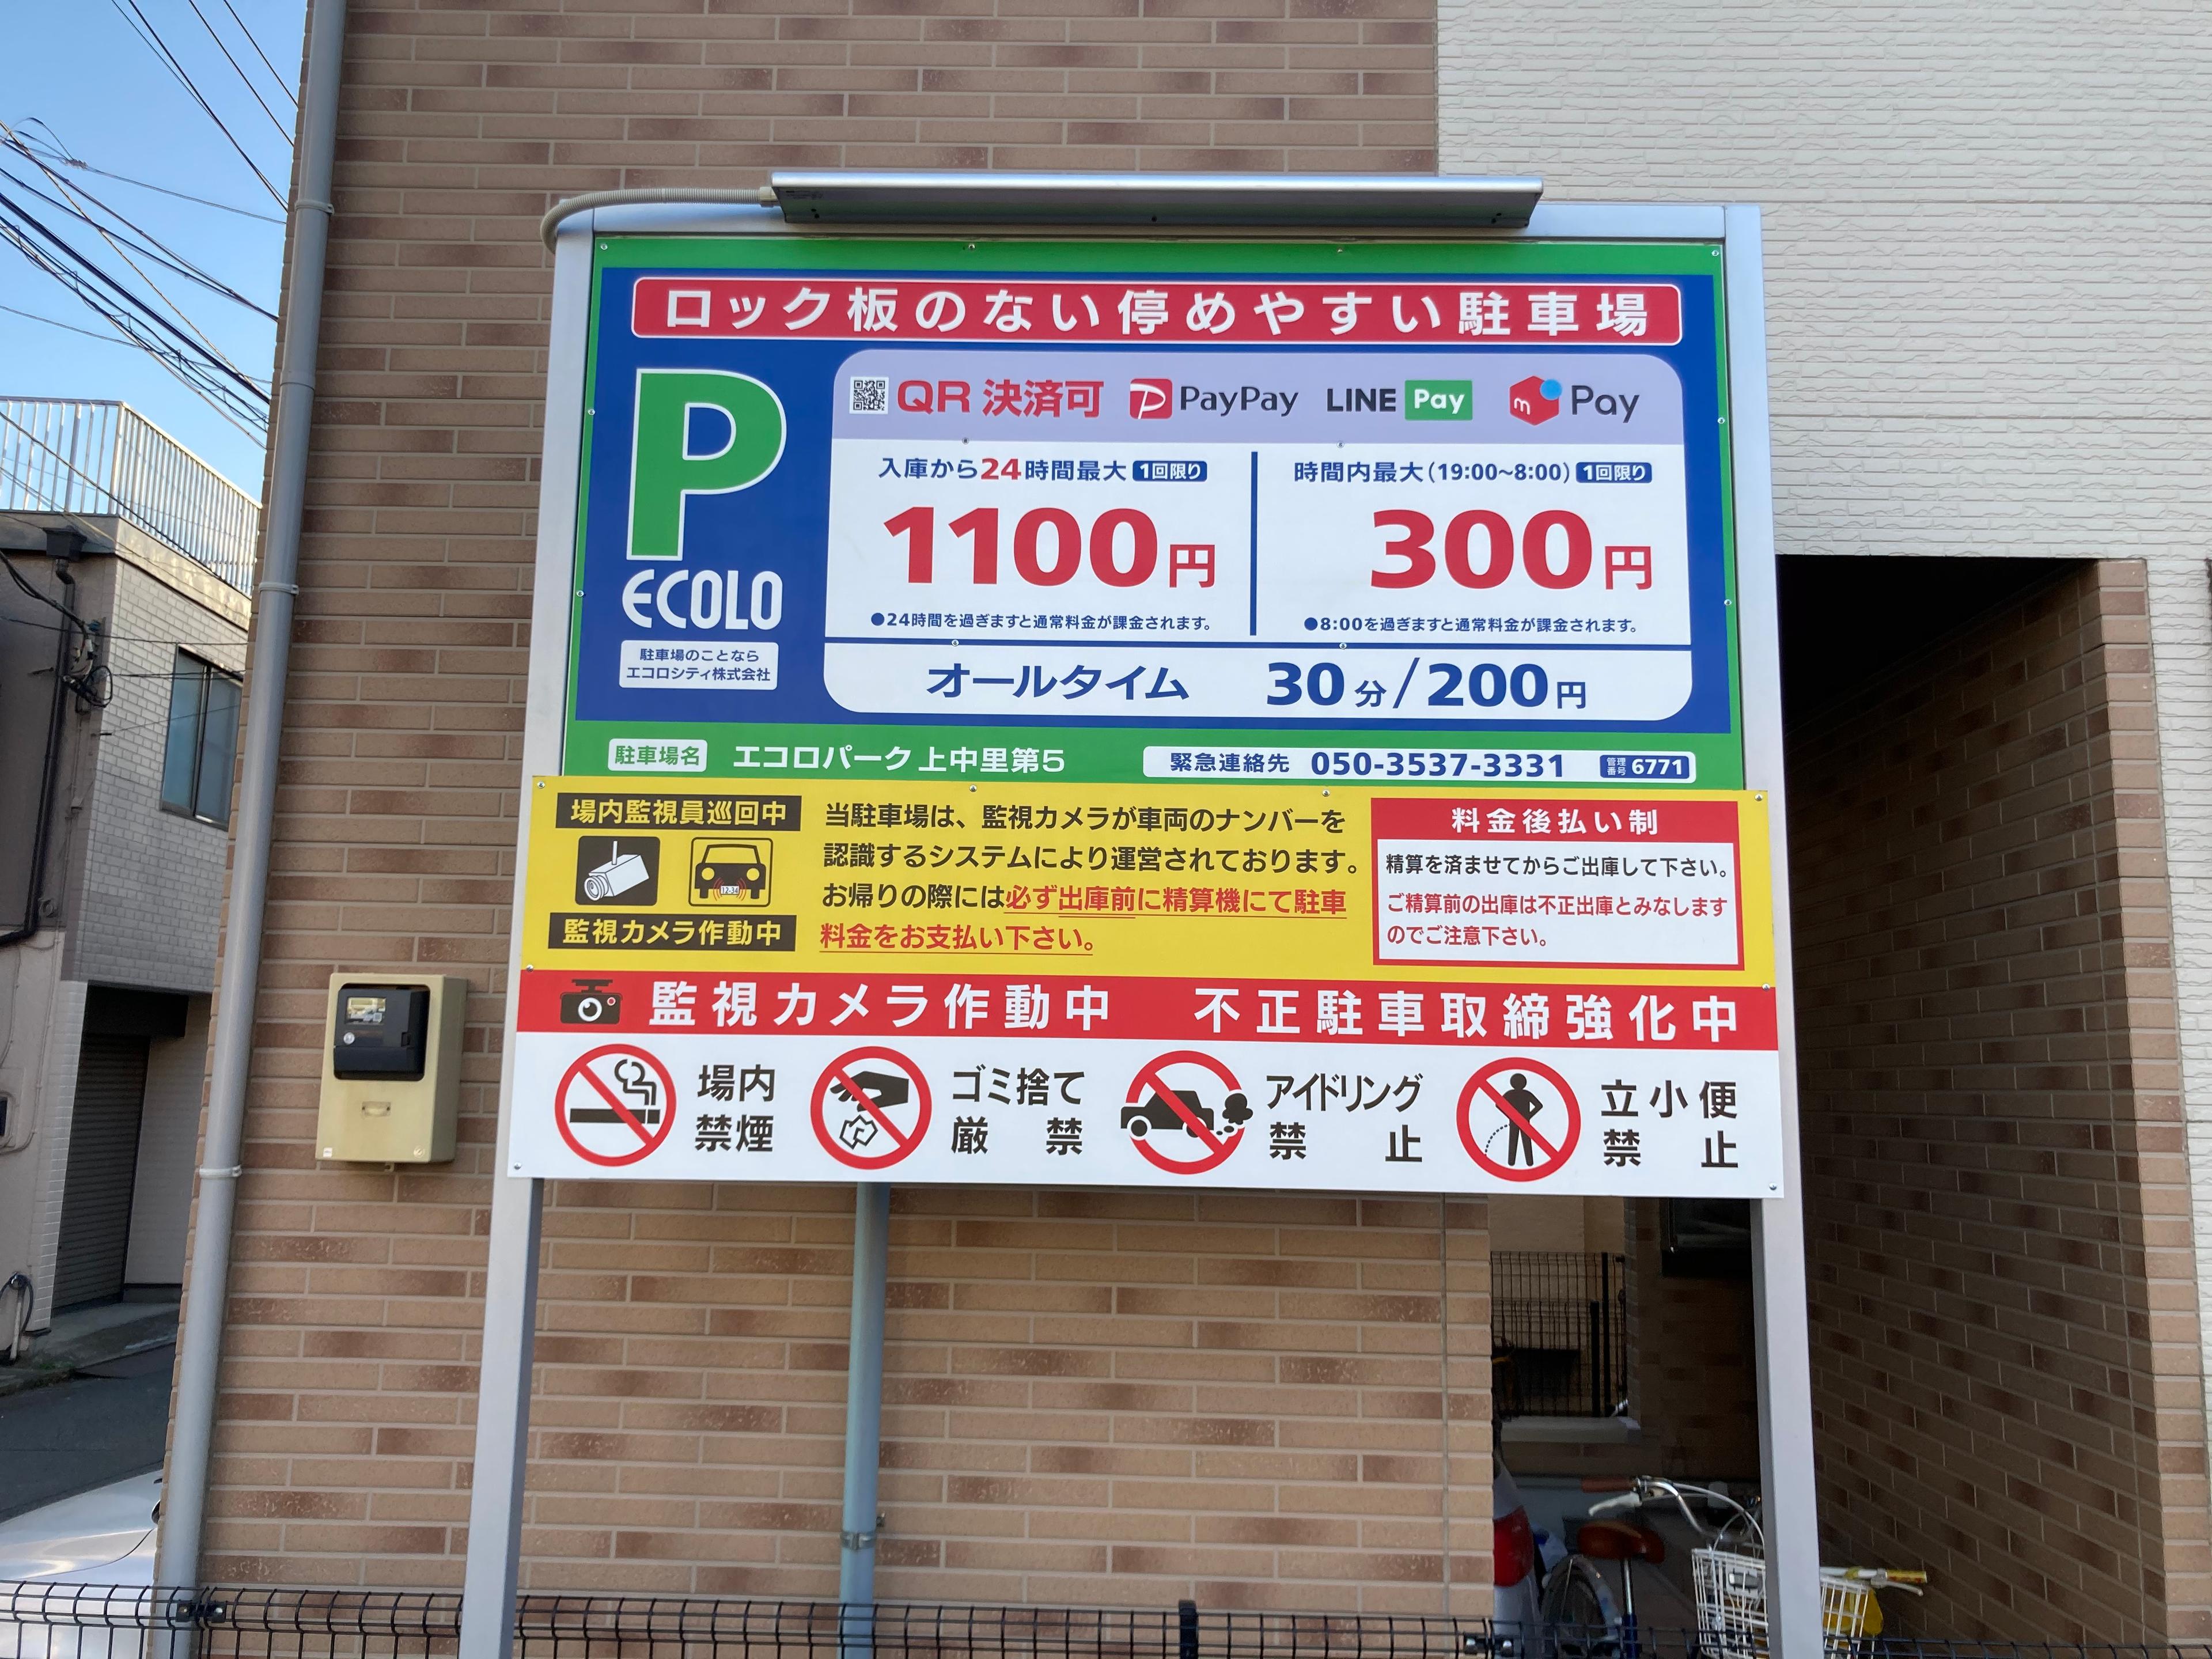 ロック板のない停めやすい駐車場
P
ECOLO
駐車場のことなら
エコロシティ株式会社
QR 決済可 PayPay LINE Pay m Pay
入庫から24時間最大 1回限り
1100円
●24時間を過ぎますと通常料金が課金されます。
時間内最大(19:00~8:00) 1回限り
300円
●8:00を過ぎますと通常料金が課金されます。
オールタイム 30分/200円
駐車場名 エコロパーク上中里第5
緊急連絡先 050-3537-3331 管理番号 6771
場内監視員巡回中
12-34
監視カメラ作動中
当駐車場は、監視カメラが車両のナンバーを
認識するシステムにより運営されております。
お帰りの際には必ず出庫前に精算機にて駐車
料金をお支払い下さい。
料金後払い制
精算を済ませてからご出庫して下さい。
ご精算前の出庫は不正出庫とみなします
のでご注意下さい。
監視カメラ作動中 不正駐車取締強化中
場内
禁煙
ゴミ捨て
厳禁
アイドリング
禁止
立小便
禁止